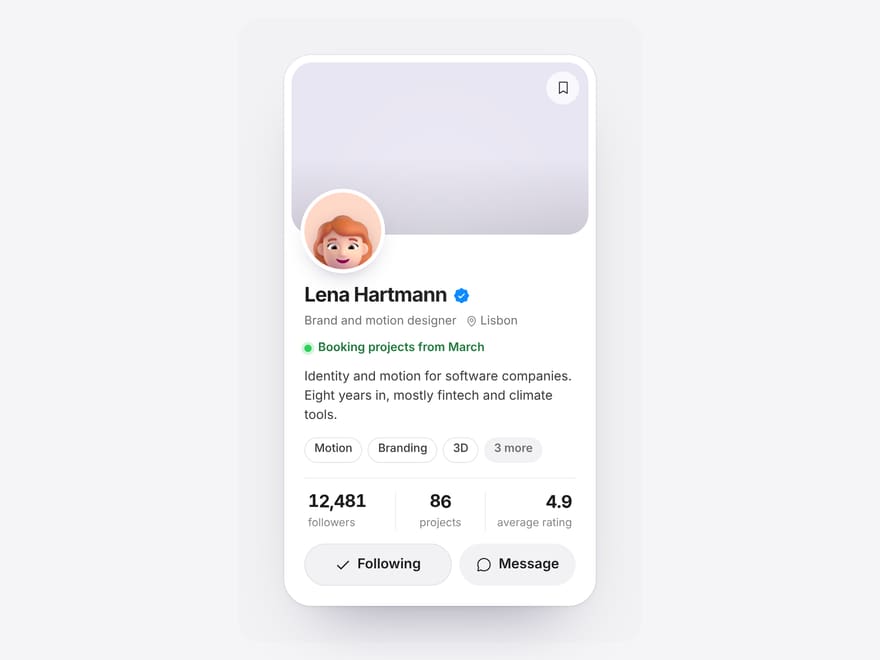 Lena Hartmann
Brand and motion designer Lisbon
Booking projects from March
Identity and motion for software companies.
Eight years in, mostly fintech and climate
tools.
Motion Branding 3D 3 more
12,481 86 4.9
followers projects average rating
Following Message